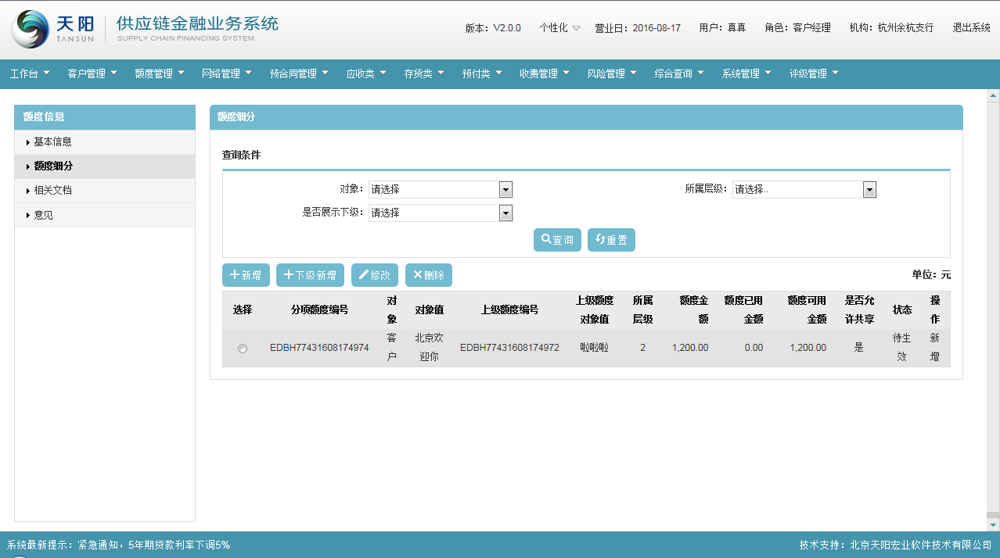 天阳 TANSUN 供应链金融业务系统 SUPPLY CHAIN FINANCING SYSTEM
版本：V2.0.0 个性化 营业日：2016-08-17 用户：真真 角色：客户经理 机构：杭州余杭支行 退出系统
工作台 客户管理 额度管理 网络管理 预合同管理 应收类 存货类 预付类 收费管理 风险管理 综合查询 系统管理 评级管理
额度信息
基本信息
额度细分
相关文档
意见
额度细分
查询条件
对象：请选择 所属层级：请选择..
是否展示下级：请选择
查询 重置
新增 下级新增 修改 删除 单位：元
选择 分项额度编号 对象 对象值 上级额度编号 上级额度对象值 所属层级 额度金额 额度已用金额 额度可用金额 是否允许共享 状态 操作
EDBH77431608174974 客户 北京欢迎你 EDBH77431608174972 啦啦啦 2 1,200.00 0.00 1,200.00 是 待生效 新增
系统最新提示：紧急通知，5年期贷款利率下调5% 技术支持：北京天阳宏业软件技术有限公司